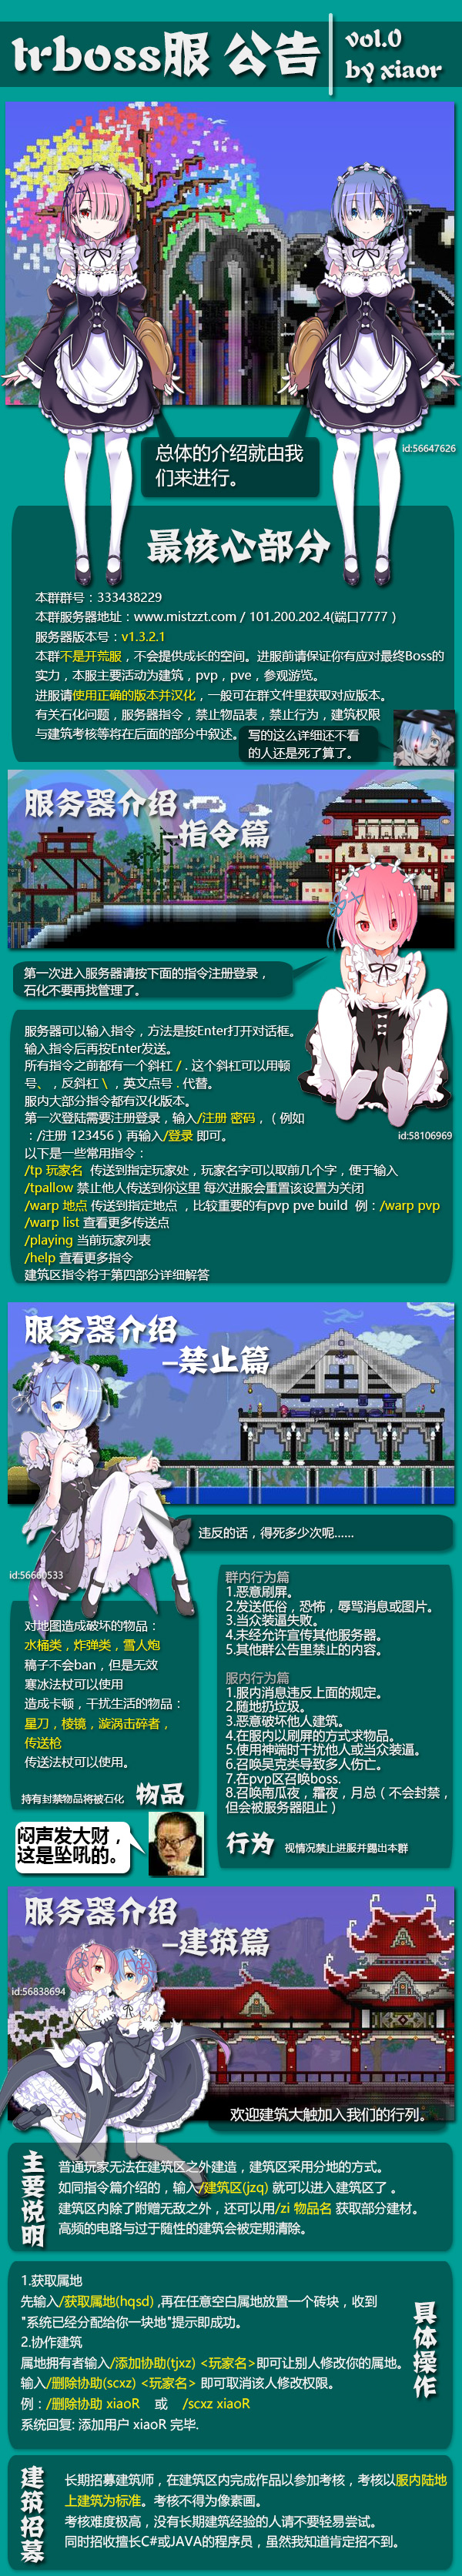 trboss服 公告
vol.0
by xiaor
总体的介绍就由我
们来进行。
id:56647626
最核心部分
本群群号：333438229
本群服务器地址：www.mistzzt.com / 101.200.202.4(端口7777 )
服务器版本号：v1.3.2.1
本群不是开荒服，不会提供成长的空间。进服前请保证你有应对最终Boss的
实力，本服主要活动为建筑，pvp，pve，参观游览。
进服请使用正确的版本并汉化，一般可在群文件里获取对应版本。
有关石化问题，服务器指令，禁止物品表，禁止行为，建筑权限
与建筑考核等将在后面的部分中叙述。
写的这么详细还不看
的人还是死了算了。
服务器介绍
-指令篇
第一次进入服务器请按下面的指令注册登录，
石化不要再找管理了。
服务器可以输入指令，方法是按Enter打开对话框。
输入指令后再按Enter发送。
所有指令之前都有一个斜杠 / . 这个斜杠可以用顿
号、，反斜杠 \ ，英文点号 . 代替。
服内大部分指令都有汉化版本。
第一次登陆需要注册登录，输入/注册 密码，（例如
：/注册 123456 ）再输入/登录 即可。
id:58106969
以下是一些常用指令：
/tp 玩家名 传送到指定玩家处，玩家名字可以取前几个字，便于输入
/tpallow 禁止他人传送到你这里 每次进服会重置该设置为关闭
/warp 地点 传送到指定地点 ，比较重要的有pvp pve build 例：/warp pvp
/warp list 查看更多传送点
/playing 当前玩家列表
/help 查看更多指令
建筑区指令将于第四部分详细解答
服务器介绍
-禁止篇
违反的话，得死多少次呢......
id:56660533
对地图造成破坏的物品：
水桶类，炸弹类，雪人炮
稿子不会ban，但是无效
寒冰法杖可以使用
造成卡顿，干扰生活的物品：
星刀，棱镜，漩涡击碎者，
传送枪
传送法杖可以使用。
持有封禁物品将被石化
物品
闷声发大财，
这是坠吼的。
群内行为篇
1.恶意刷屏。
2.发送低俗，恐怖，辱骂消息或图片。
3.当众装逼失败。
4.未经允许宣传其他服务器。
5.其他群公告里禁止的内容。
服内行为篇
1.服内消息违反上面的规定。
2.随地扔垃圾。
3.恶意破坏他人建筑。
4.在服内以刷屏的方式求物品。
5.使用神端时干扰他人或当众装逼。
6.召唤吴克类导致多人伤亡。
7.在pvp区召唤boss.
8.召唤南瓜夜，霜夜，月总（不会封禁，
但会被服务器阻止）
行为
视情况禁止进服并踢出本群
服务器介绍
-建筑篇
id:56838694
欢迎建筑大触加入我们的行列。
主要说明
普通玩家无法在建筑区之外建造，建筑区采用分地的方式。
如同指令篇介绍的，输入/建筑区(jzq) 就可以进入建筑区了 。
建筑区内除了附赠无敌之外，还可以用/zi 物品名 获取部分建材。
高频的电路与过于随性的建筑会被定期清除。
1.获取属地
先输入/获取属地(hqsd) ,再在任意空白属地放置一个砖块，收到
"系统已经分配给你一块地"提示即成功。
2.协作建筑
属地拥有者输入/添加协助(tjxz) <玩家名>即可让别人修改你的属地。
输入/删除协助(scxz) <玩家名> 即可取消该人修改权限。
例：/删除协助 xiaoR 或 /scxz xiaoR
系统回复: 添加用户 xiaoR 完毕.
具体操作
建筑招募
长期招募建筑师，在建筑区内完成作品以参加考核，考核以服内陆地
上建筑为标准。考核不得为像素画。
考核难度极高，没有长期建筑经验的人请不要轻易尝试。
同时招收擅长C#或JAVA的程序员，虽然我知道肯定招不到。